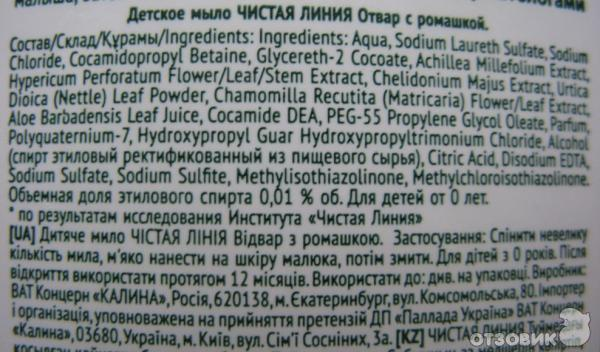 Детское мыло ЧИСТАЯ ЛИНИЯ Отвар с ромашкой.
Состав/Склад/Құрамы/Ingredients: Ingredients: Aqua, Sodium Laureth Sulfate, Sodium
Chloride, Cocamidopropyl Betaine, Glycereth-2 Cocoate, Achillea Millefolium Extract,
Hypericum Perforatum Flower/Leaf/Stem Extract, Chelidonium Majus Extract, Urtica
Dioica (Nettle) Leaf Powder, Chamomilla Recutita (Matricaria) Flower/Leaf Extract,
Aloe Barbadensis Leaf Juice, Cocamide DEA, PEG-55 Propylene Glycol Oleate, Parfum,
Polyquaternium-7, Hydroxypropyl Guar Hydroxypropyltrimonium Chloride, Alcohol
(спирт этиловый ректификованный из пищевого сырья), Citric Acid, Disodium EDTA,
Sodium Sulfate, Sodium Sulfite, Methylisothiazolinone, Methylchloroisothiazolinone.
Объемная доля этилового спирта 0,01 % об. Для детей от 0 лет.
* по результатам исследования Института «Чистая Линия»
[UA] Дитяче мило ЧІСТАЯ ЛІНІЯ Відвар з ромашкою. Застосування: Спінити невелику
кількість мила, м'яко нанести на шкіру малюка, потім змити. Для дітей з 0 років. Після
відкриття використати протягом 12 місяців. Використати до: див. на упаковці. Виробник:
ВАТ Концерн «КАЛИНА», Росія, 620138, м.Екатеринбург, вул.Комсомольська, 80. Імпортер
і організація, уповноважена на прийняття претензій ДП «Паллада Україна» ВАТ Концерн
«Калина», 03680, Україна, м. Київ, вул. Сім'ї Сосніних, 3а. [KZ] ЧИСТАЯ ЛИНИЯ
ОТЗОВИК